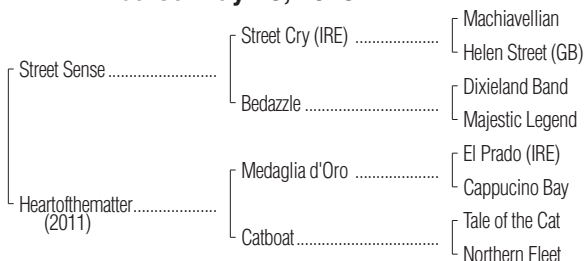 Machiavellian
Street Cry (IRE)
Helen Street (GB)
Street Sense ..............................
Dixieland Band
Bedazzle .....................................
Majestic Legend
El Prado (IRE)
Medaglia d'Oro .......................
Cappucino Bay
Heartofthematter.......................
(2011)
Tale of the Cat
Catboat.......................................
Northern Fleet